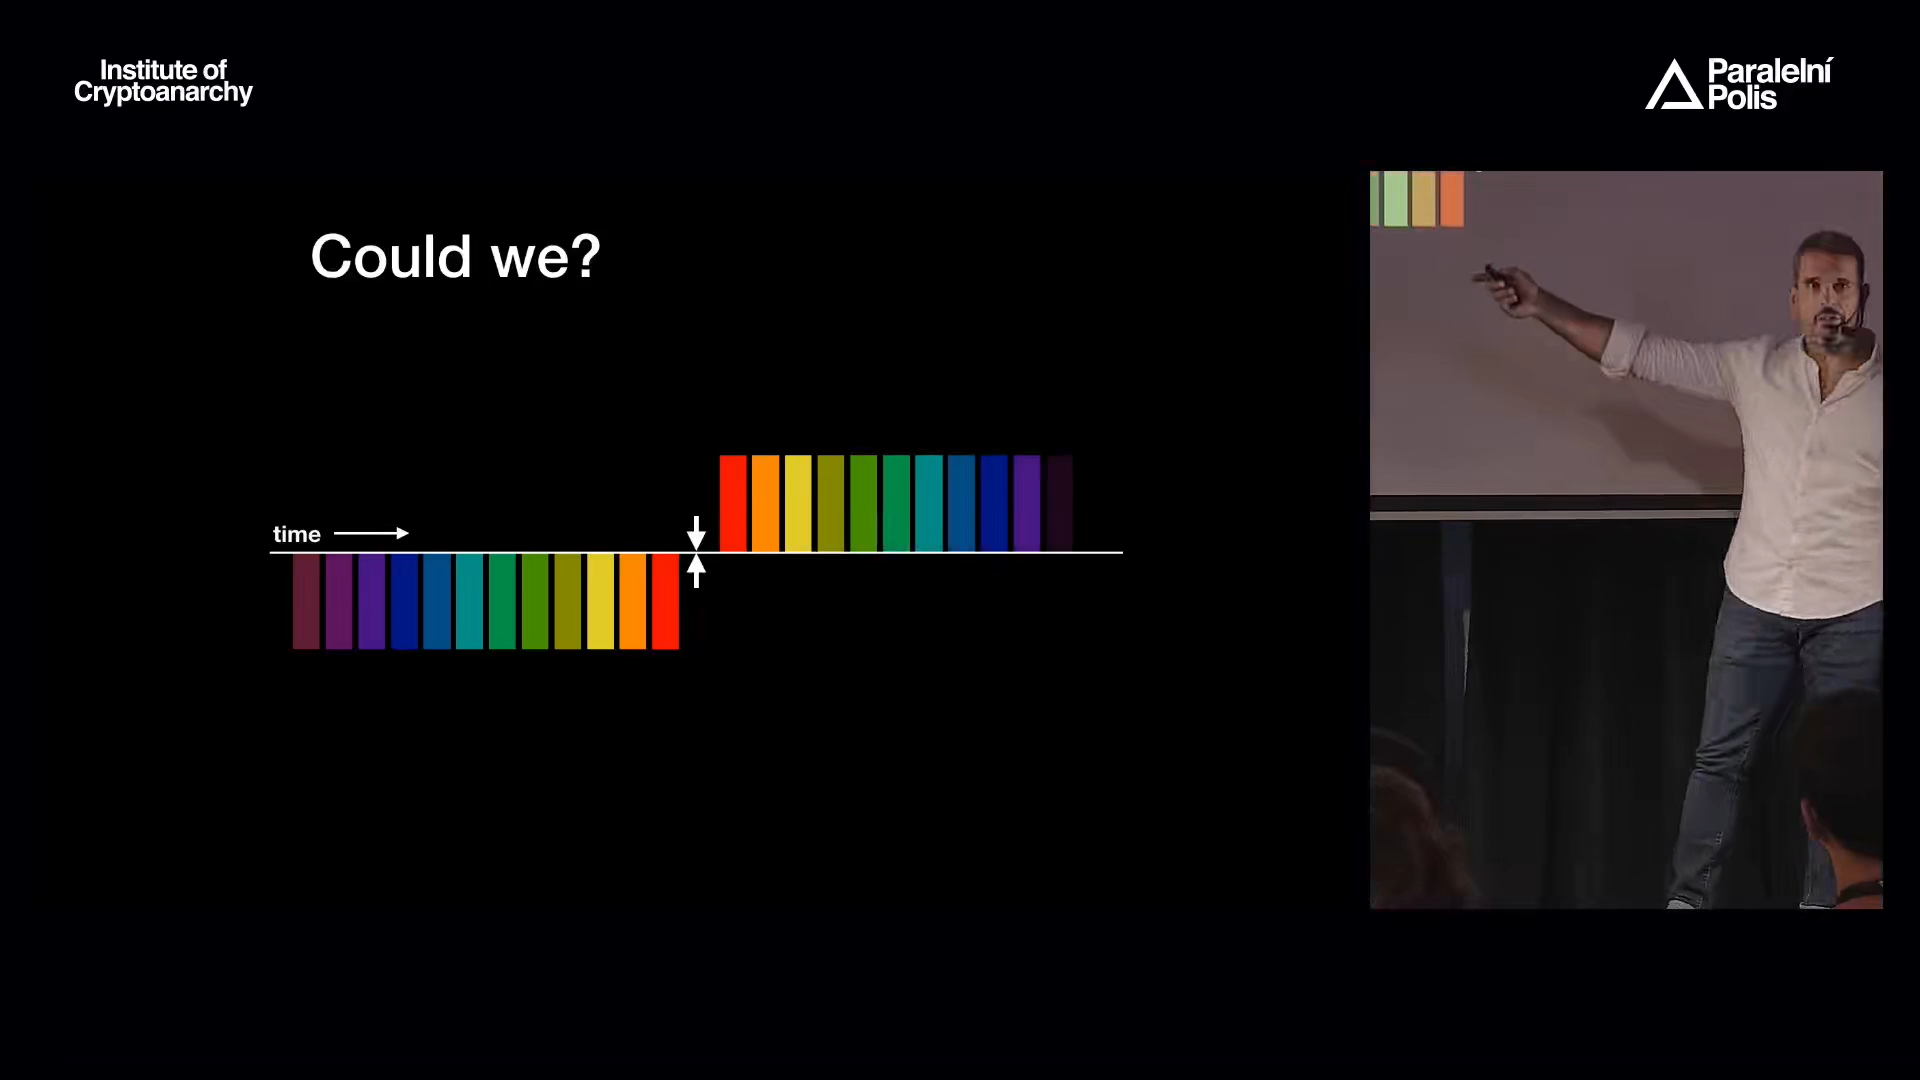 Institute of
Cryptoanarchy
Paralelní
Polis
Could we?
time